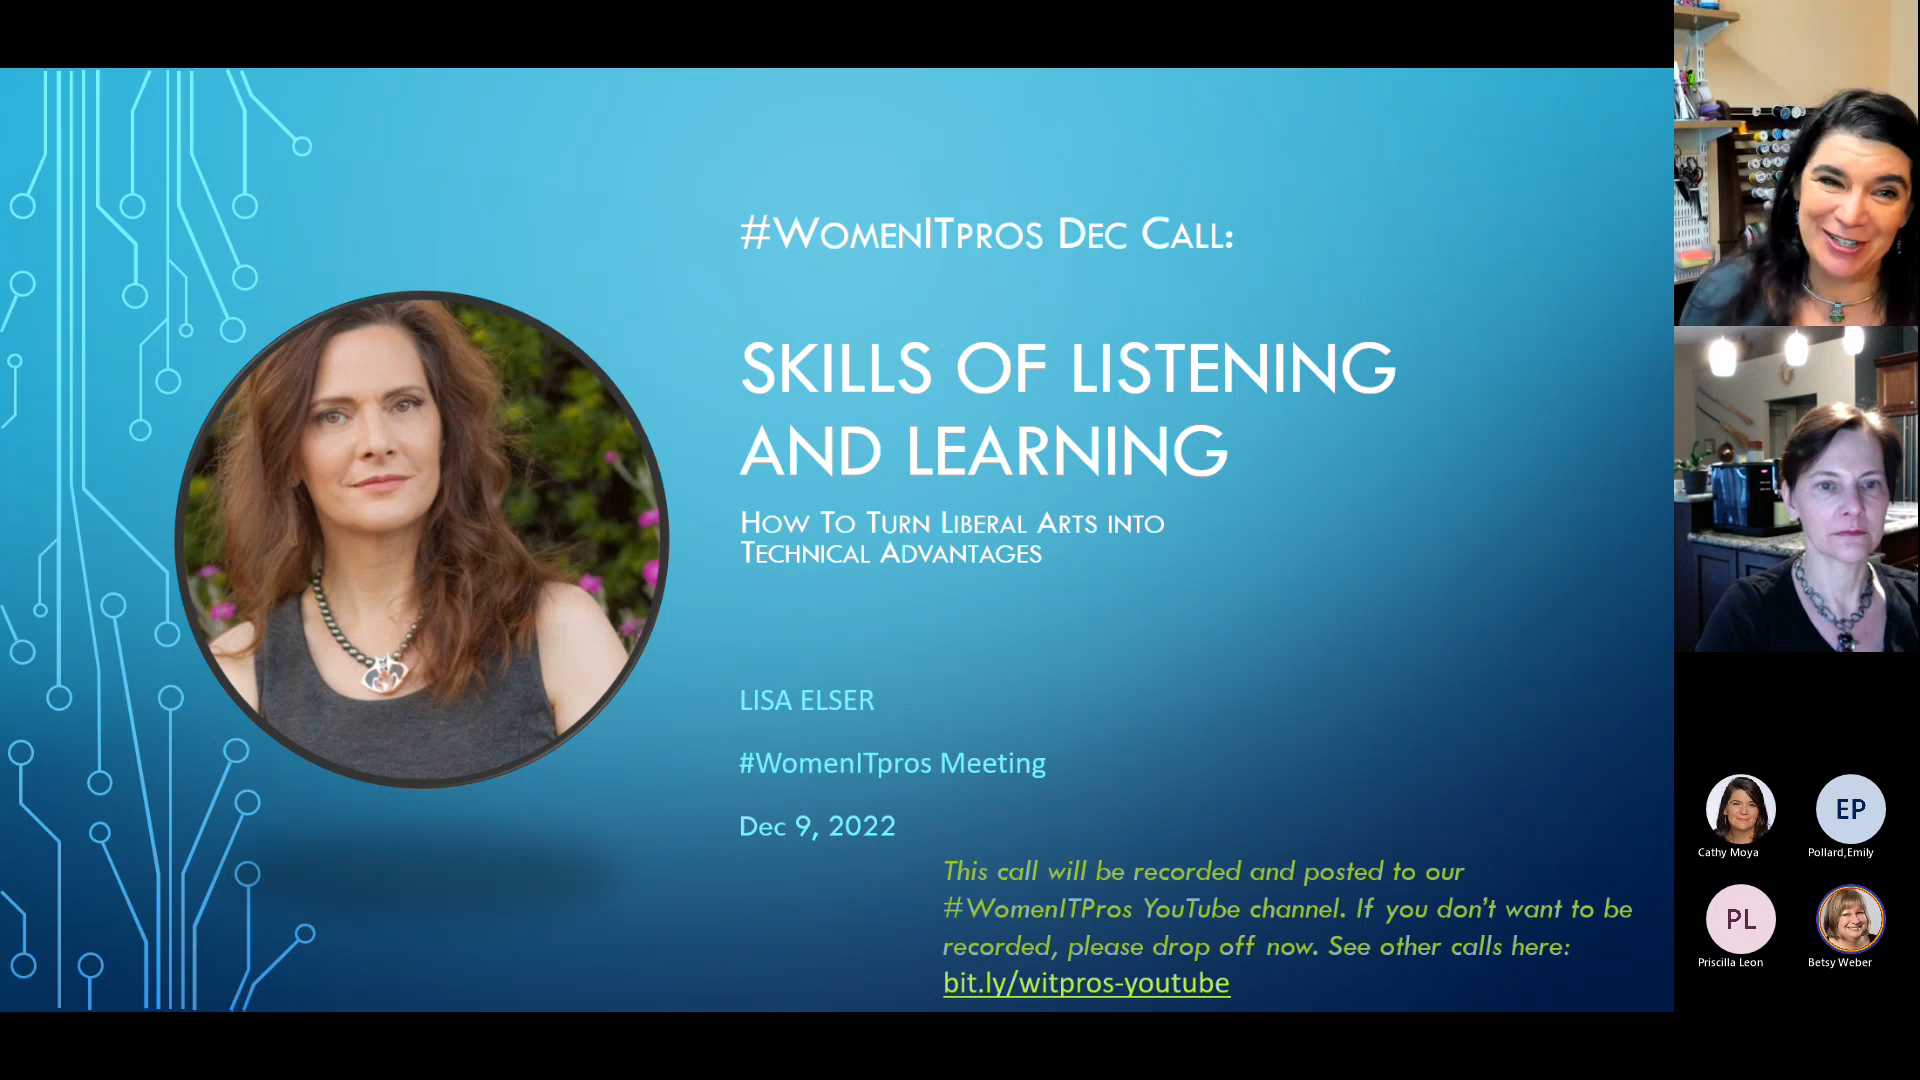 #WomenITpros Dec Call:
SKILLS OF LISTENING
AND LEARNING
How To Turn Liberal Arts into
Technical Advantages
LISA ELSER
#WomenITpros Meeting
Dec 9, 2022
This call will be recorded and posted to our
#WomenITPros YouTube channel. If you don't want to be
recorded, please drop off now. See other calls here:
bit.ly/witpros-youtube
EP
Cathy Moya
Pollard,Emily
PL
Priscilla Leon
Betsy Weber